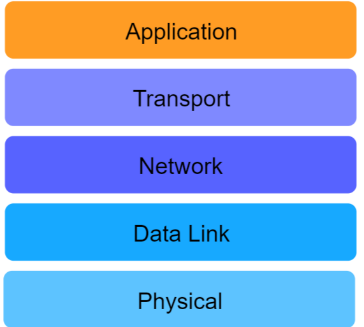 Application
Transport
Network
Data Link
Physical